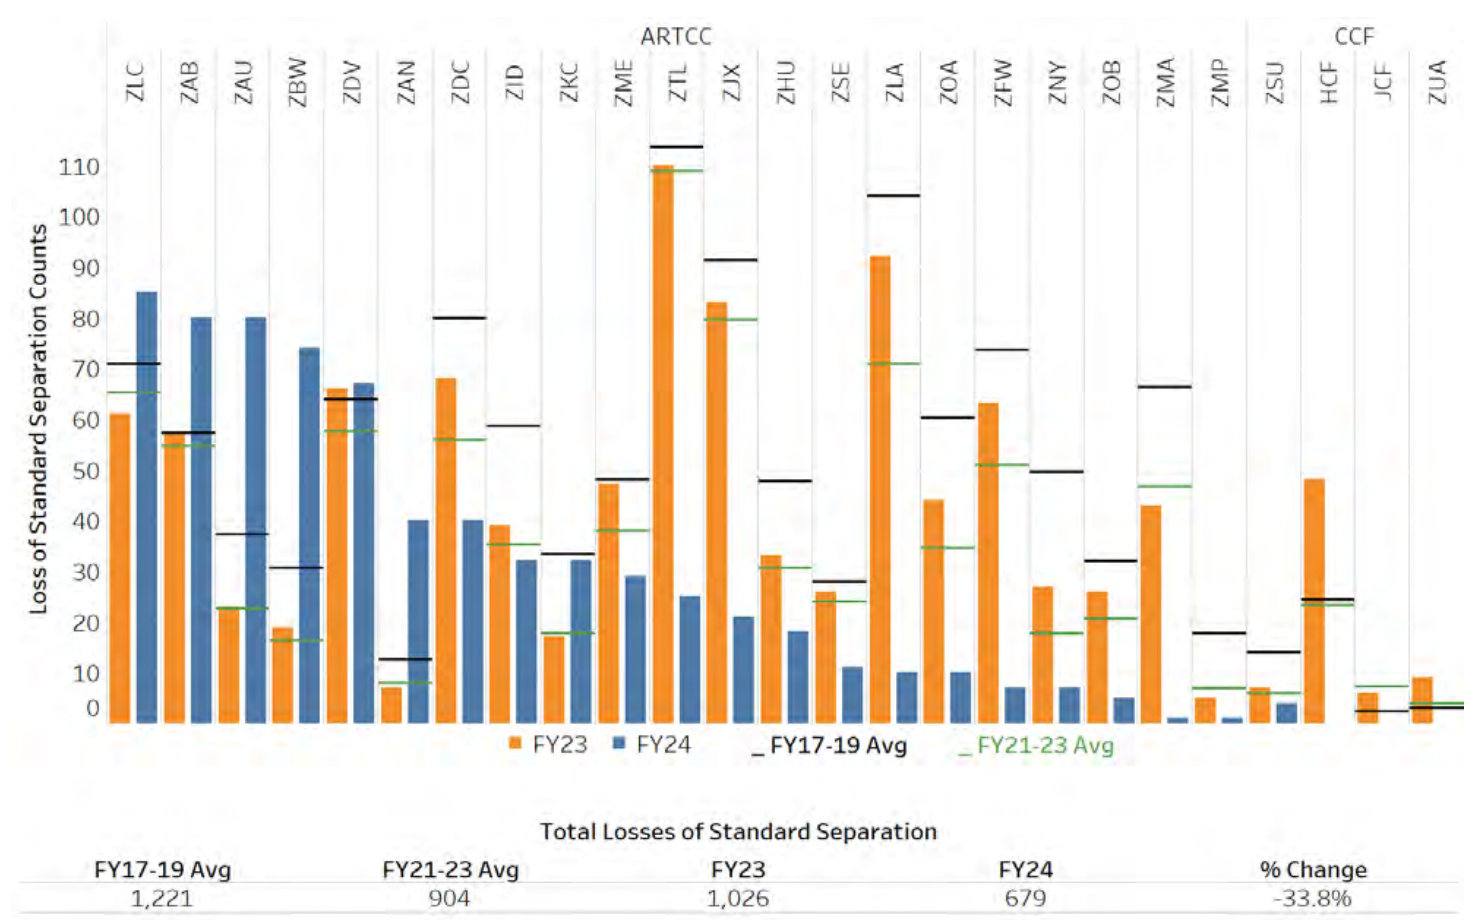 ARTCC CCF
ZLC ZAB ZAU ZBW ZDV ZAN ZDC ZID ZKC ZME ZTL ZJX ZHU ZSE ZLA ZOA ZFW ZNY ZOB ZMA ZMP ZSU HCF JCF ZUA
Loss of Standard Separation Counts
110
100
90
80
70
60
50
40
30
20
10
0
FY23 FY24 _ FY17-19 Avg _ FY21-23 Avg
Total Losses of Standard Separation
FY17-19 Avg FY21-23 Avg FY23 FY24 % Change
1,221 904 1,026 679 -33.8%